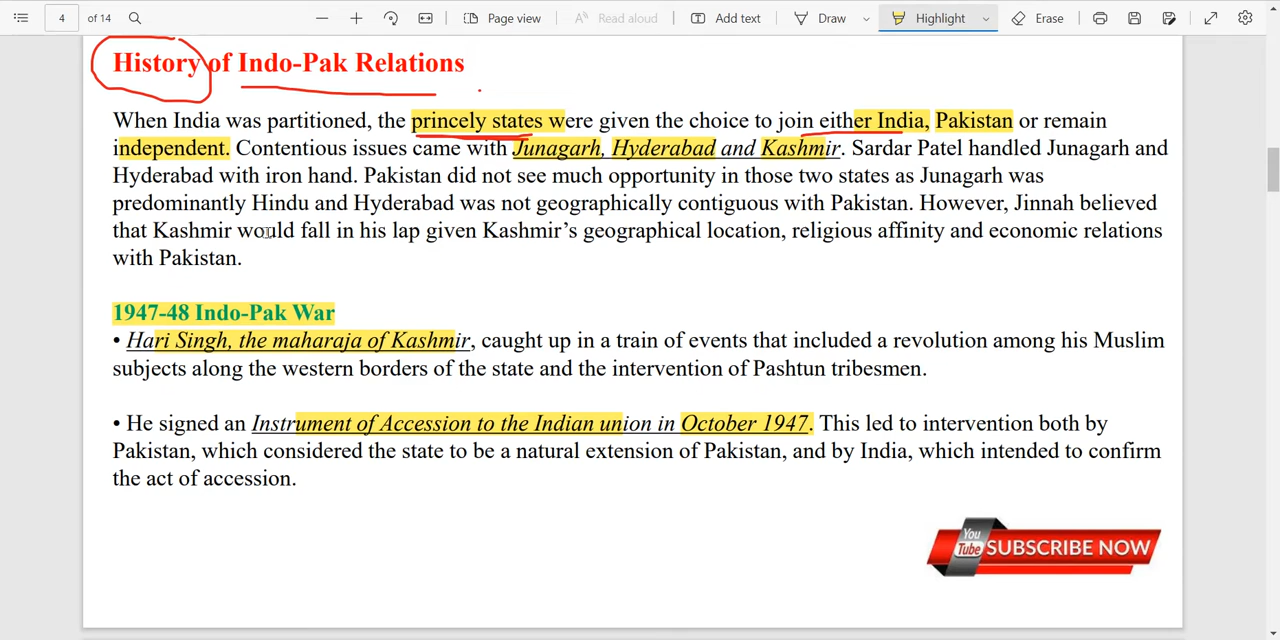 4 of 14 Page view Read aloud Add text Draw Highlight Erase
History of Indo-Pak Relations
When India was partitioned, the princely states were given the choice to join either India, Pakistan or remain
independent. Contentious issues came with Junagarh, Hyderabad and Kashmir. Sardar Patel handled Junagarh and
Hyderabad with iron hand. Pakistan did not see much opportunity in those two states as Junagarh was
predominantly Hindu and Hyderabad was not geographically contiguous with Pakistan. However, Jinnah believed
that Kashmir would fall in his lap given Kashmir’s geographical location, religious affinity and economic relations
with Pakistan.
1947-48 Indo-Pak War
• Hari Singh, the maharaja of Kashmir, caught up in a train of events that included a revolution among his Muslim
subjects along the western borders of the state and the intervention of Pashtun tribesmen.
• He signed an Instrument of Accession to the Indian union in October 1947. This led to intervention both by
Pakistan, which considered the state to be a natural extension of Pakistan, and by India, which intended to confirm
the act of accession.
You
Tube SUBSCRIBE NOW